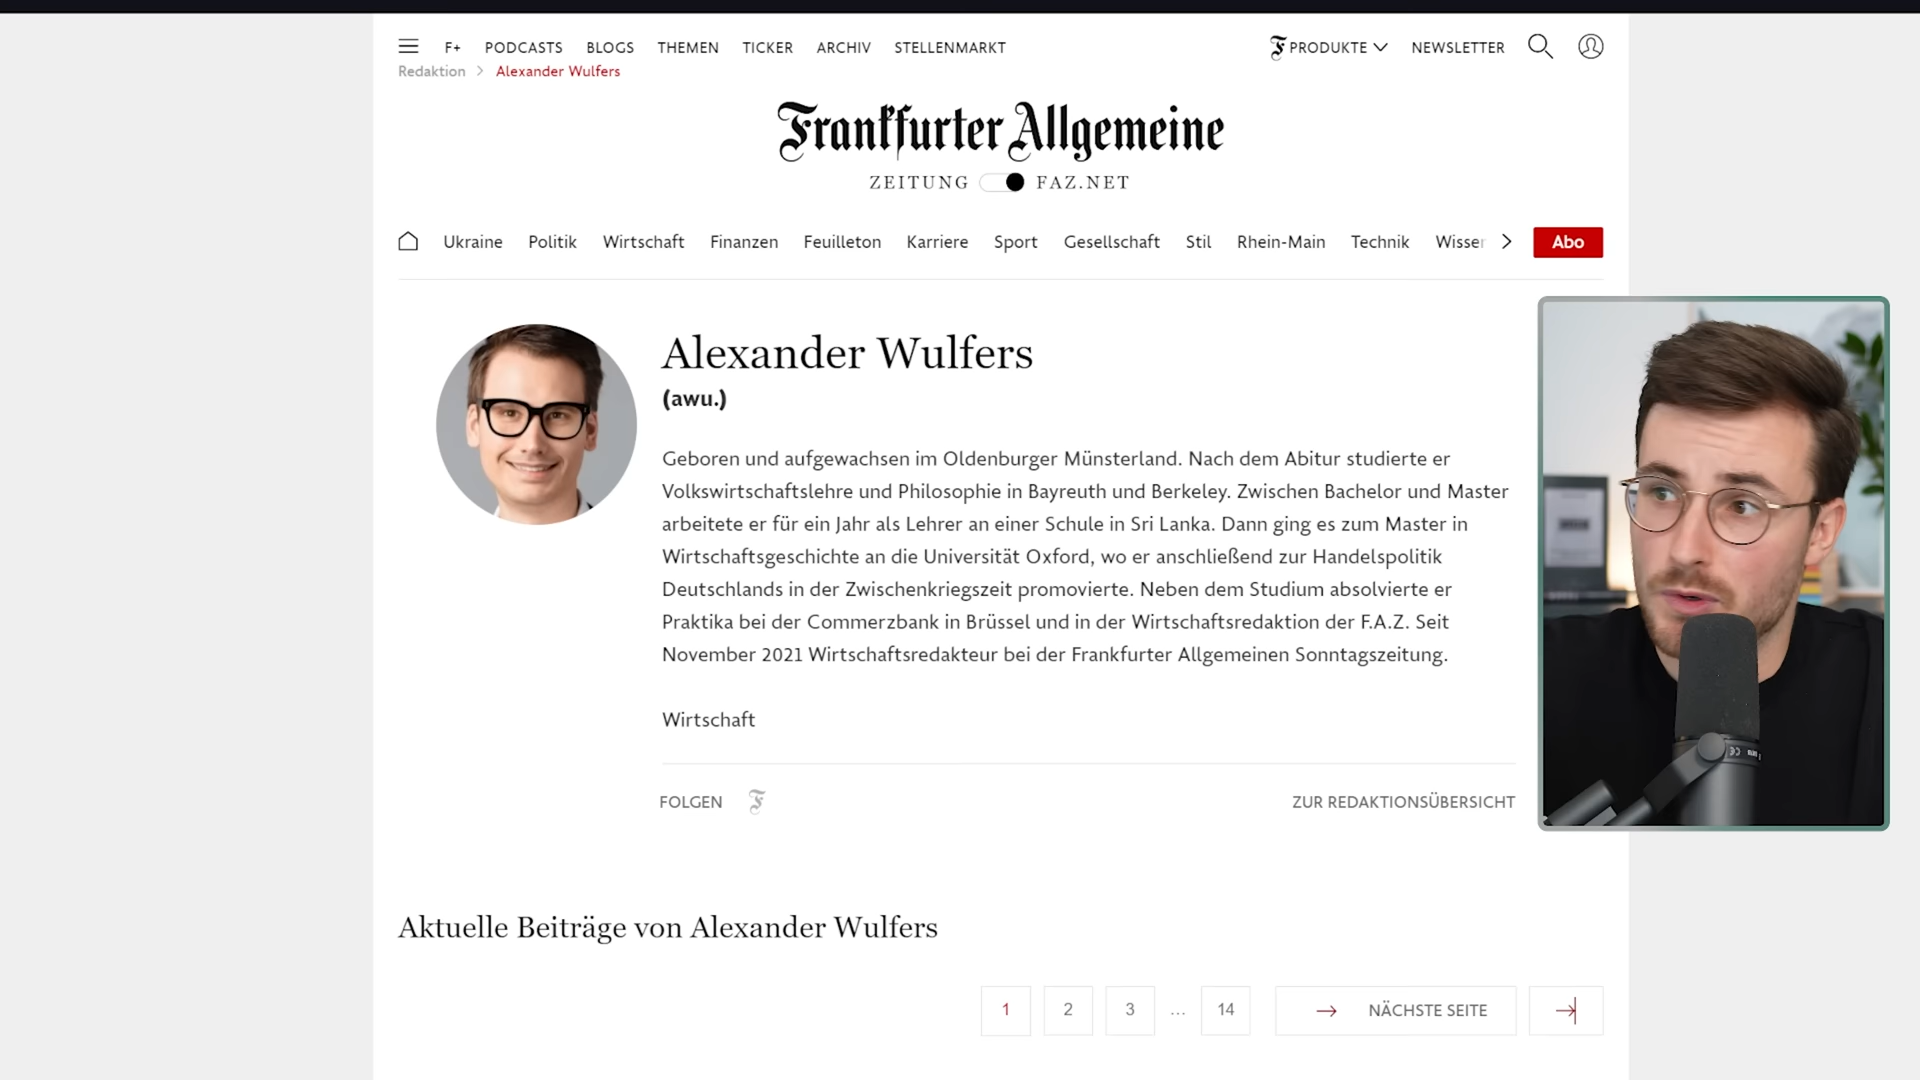 F+ PODCASTS BLOGS THEMEN TICKER ARCHIV STELLENMARKT PRODUKTE NEWSLETTER
Redaktion > Alexander Wulfers
Frankfurter Allgemeine
ZEITUNG FAZ.NET
Ukraine Politik Wirtschaft Finanzen Feuilleton Karriere Sport Gesellschaft Stil Rhein-Main Technik Wissen Abo
Alexander Wulfers
(awu.)
Geboren und aufgewachsen im Oldenburger Münsterland. Nach dem Abitur studierte er
Volkswirtschaftslehre und Philosophie in Bayreuth und Berkeley. Zwischen Bachelor und Master
arbeitete er für ein Jahr als Lehrer an einer Schule in Sri Lanka. Dann ging es zum Master in
Wirtschaftsgeschichte an die Universität Oxford, wo er anschließend zur Handelspolitik
Deutschlands in der Zwischenkriegszeit promovierte. Neben dem Studium absolvierte er
Praktika bei der Commerzbank in Brüssel und in der Wirtschaftsredaktion der F.A.Z. Seit
November 2021 Wirtschaftsredakteur bei der Frankfurter Allgemeinen Sonntagszeitung.
Wirtschaft
FOLGEN ZUR REDAKTIONSÜBERSICHT
Aktuelle Beiträge von Alexander Wulfers
1 2 3 ... 14 NÄCHSTE SEITE